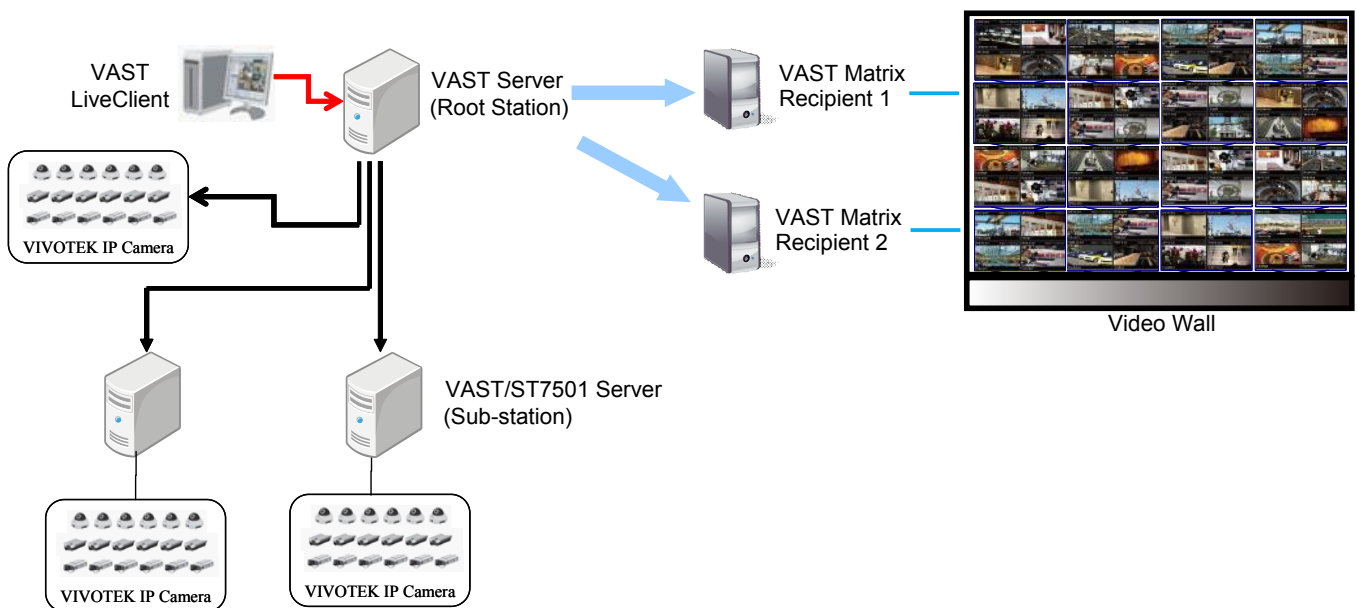 VAST
LiveClient
VAST Server
(Root Station)
VAST Matrix
Recipient 1
VIVOTEK IP Camera
VAST Matrix
Recipient 2
Video Wall
VAST/ST7501 Server
(Sub-station)
VIVOTEK IP Camera
VIVOTEK IP Camera